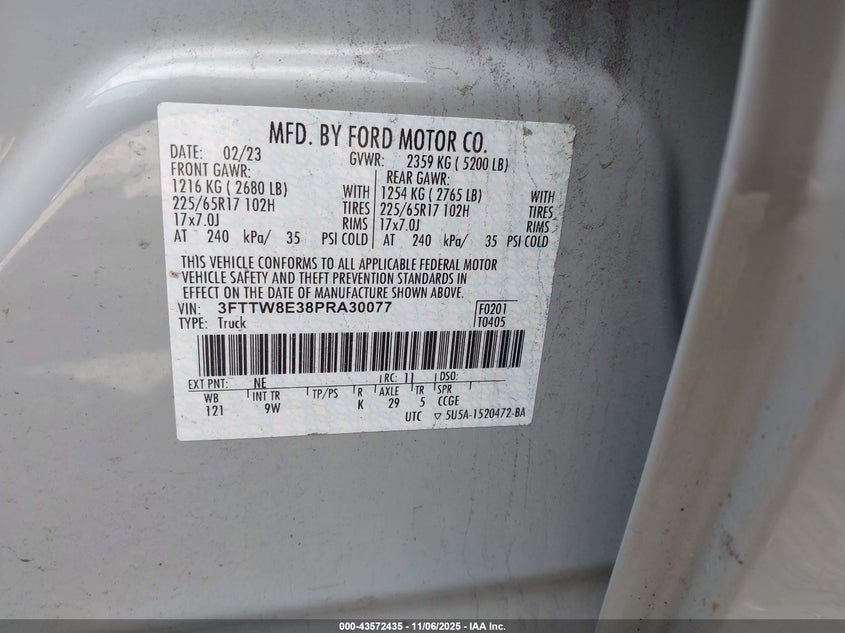 MFD. BY FORD MOTOR CO.
DATE: 02/23 GVWR: 2359 KG ( 5200 LB)
FRONT GAWR: REAR GAWR:
1216 KG ( 2680 LB) WITH 1254 KG ( 2765 LB) WITH
225/65R17 102H TIRES 225/65R17 102H TIRES
17x7.0J RIMS 17x7.0J RIMS
AT 240 kPa/ 35 PSI COLD AT 240 kPa/ 35 PSI COLD
THIS VEHICLE CONFORMS TO ALL APPLICABLE FEDERAL MOTOR
VEHICLE SAFETY AND THEFT PREVENTION STANDARDS IN
EFFECT ON THE DATE OF MANUFACTURE SHOWN ABOVE.
VIN: 3FTTW8E38PRA30077 F0201
TYPE: Truck T0405
EXT PNT: NE RC: 11 DSO:
WB INT TR TP/PS R AXLE TR SPR
121 9W K 29 5 CCGE
UTC ▽ 5U5A-1520472-BA
000-43572435 - 11/06/2025 - IAA Inc.